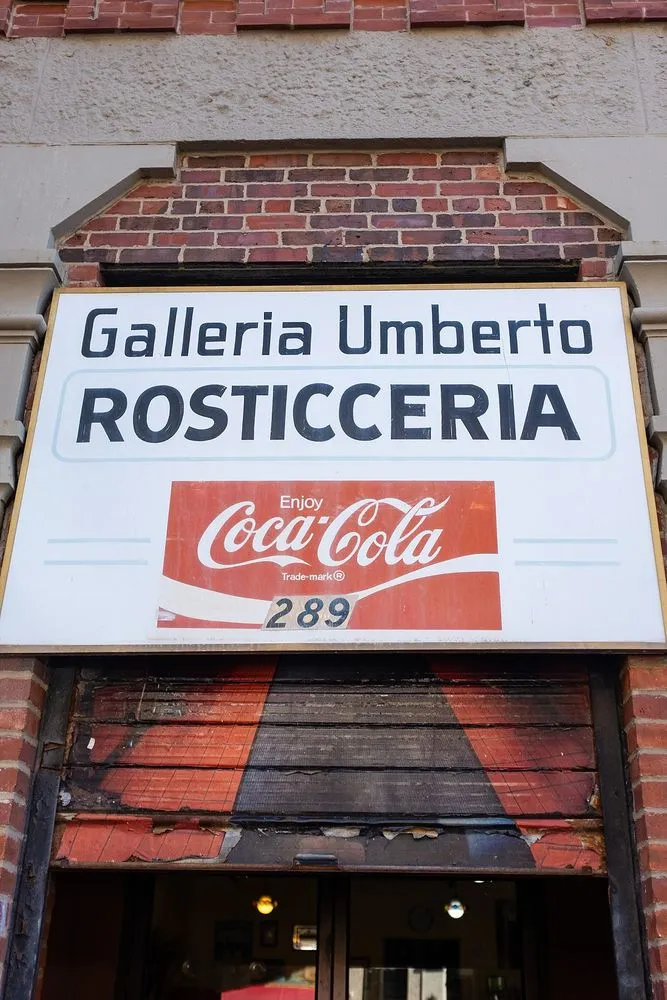 Galleria Umberto
ROSTICCERIA
Enjoy
Coca-Cola
Trade-mark®
289